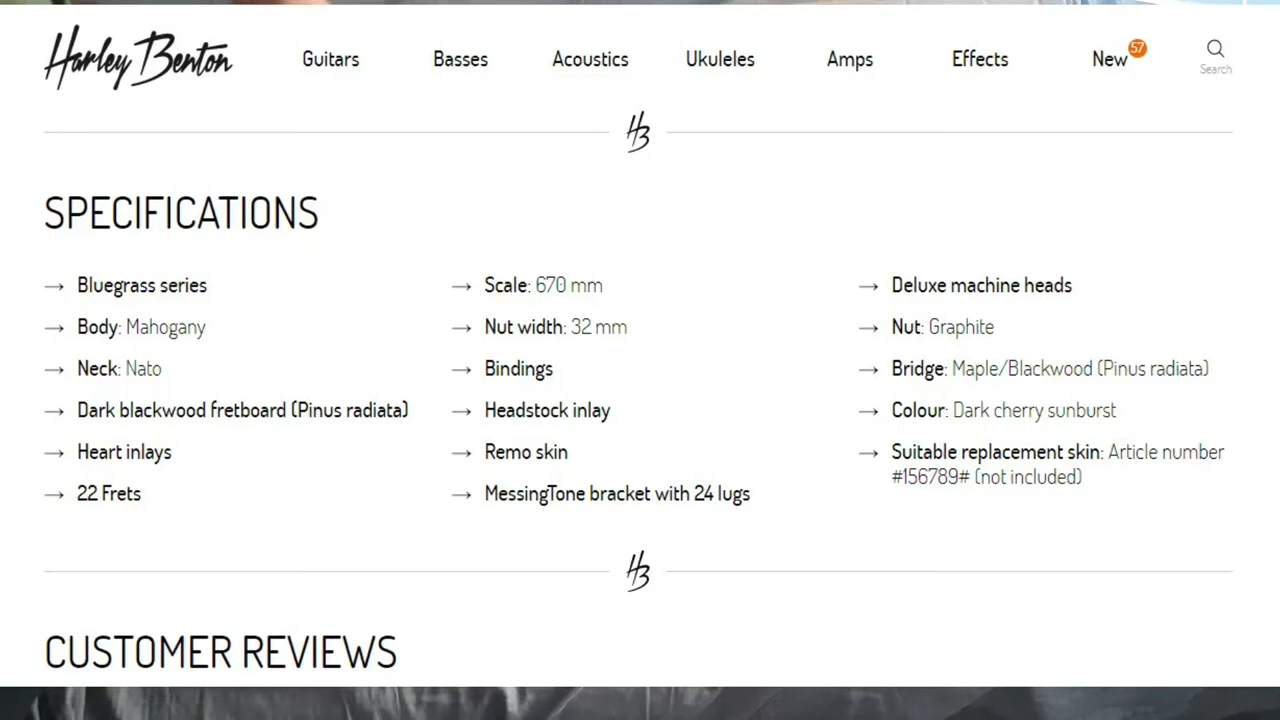 Harley Benton
Guitars
Basses
Acoustics
Ukuleles
Amps
Effects
New
57
Search
HB
SPECIFICATIONS
→ Bluegrass series
→ Body: Mahogany
→ Neck: Nato
→ Dark blackwood fretboard (Pinus radiata)
→ Heart inlays
→ 22 Frets
→ Scale: 670 mm
→ Nut width: 32 mm
→ Bindings
→ Headstock inlay
→ Remo skin
→ MessingTone bracket with 24 lugs
→ Deluxe machine heads
→ Nut: Graphite
→ Bridge: Maple/Blackwood (Pinus radiata)
→ Colour: Dark cherry sunburst
→ Suitable replacement skin: Article number
#156789# (not included)
HB
CUSTOMER REVIEWS